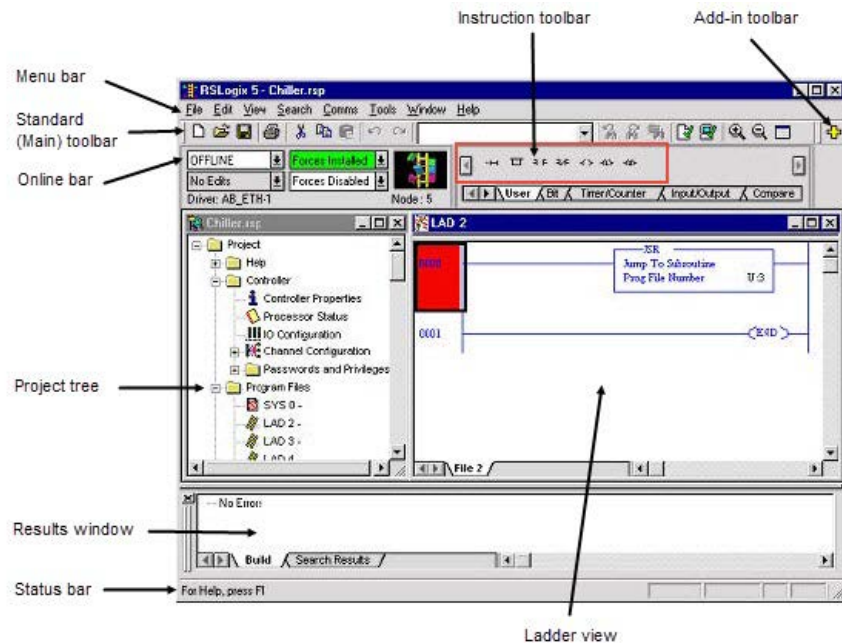 Instruction toolbar
Add-in toolbar
Menu bar
Standard
(Main) toolbar
Online bar
Project tree
Results window
Status bar
Ladder view
RSLogix 5 - Chiller.rsp
File Edit View Search Comms Tools Window Help
OFFLINE
Forces Installed
No Edits
Forces Disabled
Driver: AB_ETH-1
Node : 5
User
Bit
Timer/Counter
Input/Output
Compare
Chiller.rsp
Project
Help
Controller
Controller Properties
Processor Status
IO Configuration
Channel Configuration
Passwords and Privileges
Program Files
SYS 0 -
LAD 2 -
LAD 3 -
LAD 4
LAD 2
0000
JSR
Jump To Subroutine
Prog File Number U:3
0001
END
File 2
No Errors
Build
Search Results
For Help, press F1